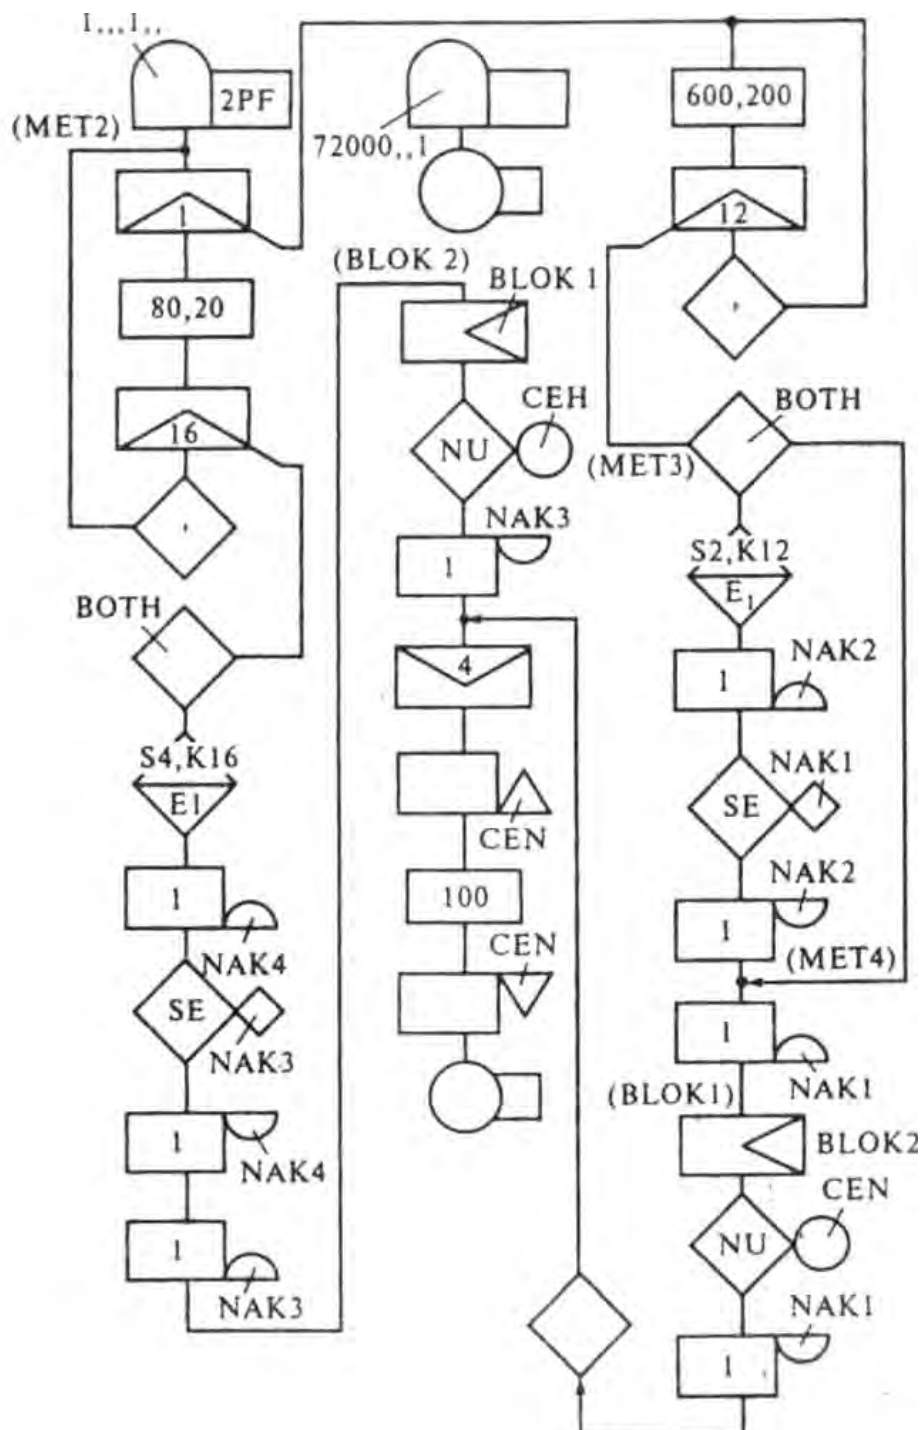 1,,,1,,
2PF
(MET2)
1
80,20
16
,
BOTH
S4,K16
E1
1
NAK4
SE
NAK3
1
NAK4
1
NAK3
72000,,1
(BLOK 2)
BLOK 1
NU
CEH
NAK3
1
4
CEN
100
CEN
600,200
12
,
BOTH
(MET3)
S2,K12
E1
1
NAK2
SE
NAK1
NAK2
1
(MET4)
1
NAK1
(BLOK1)
BLOK2
CEN
NU
NAK1
1